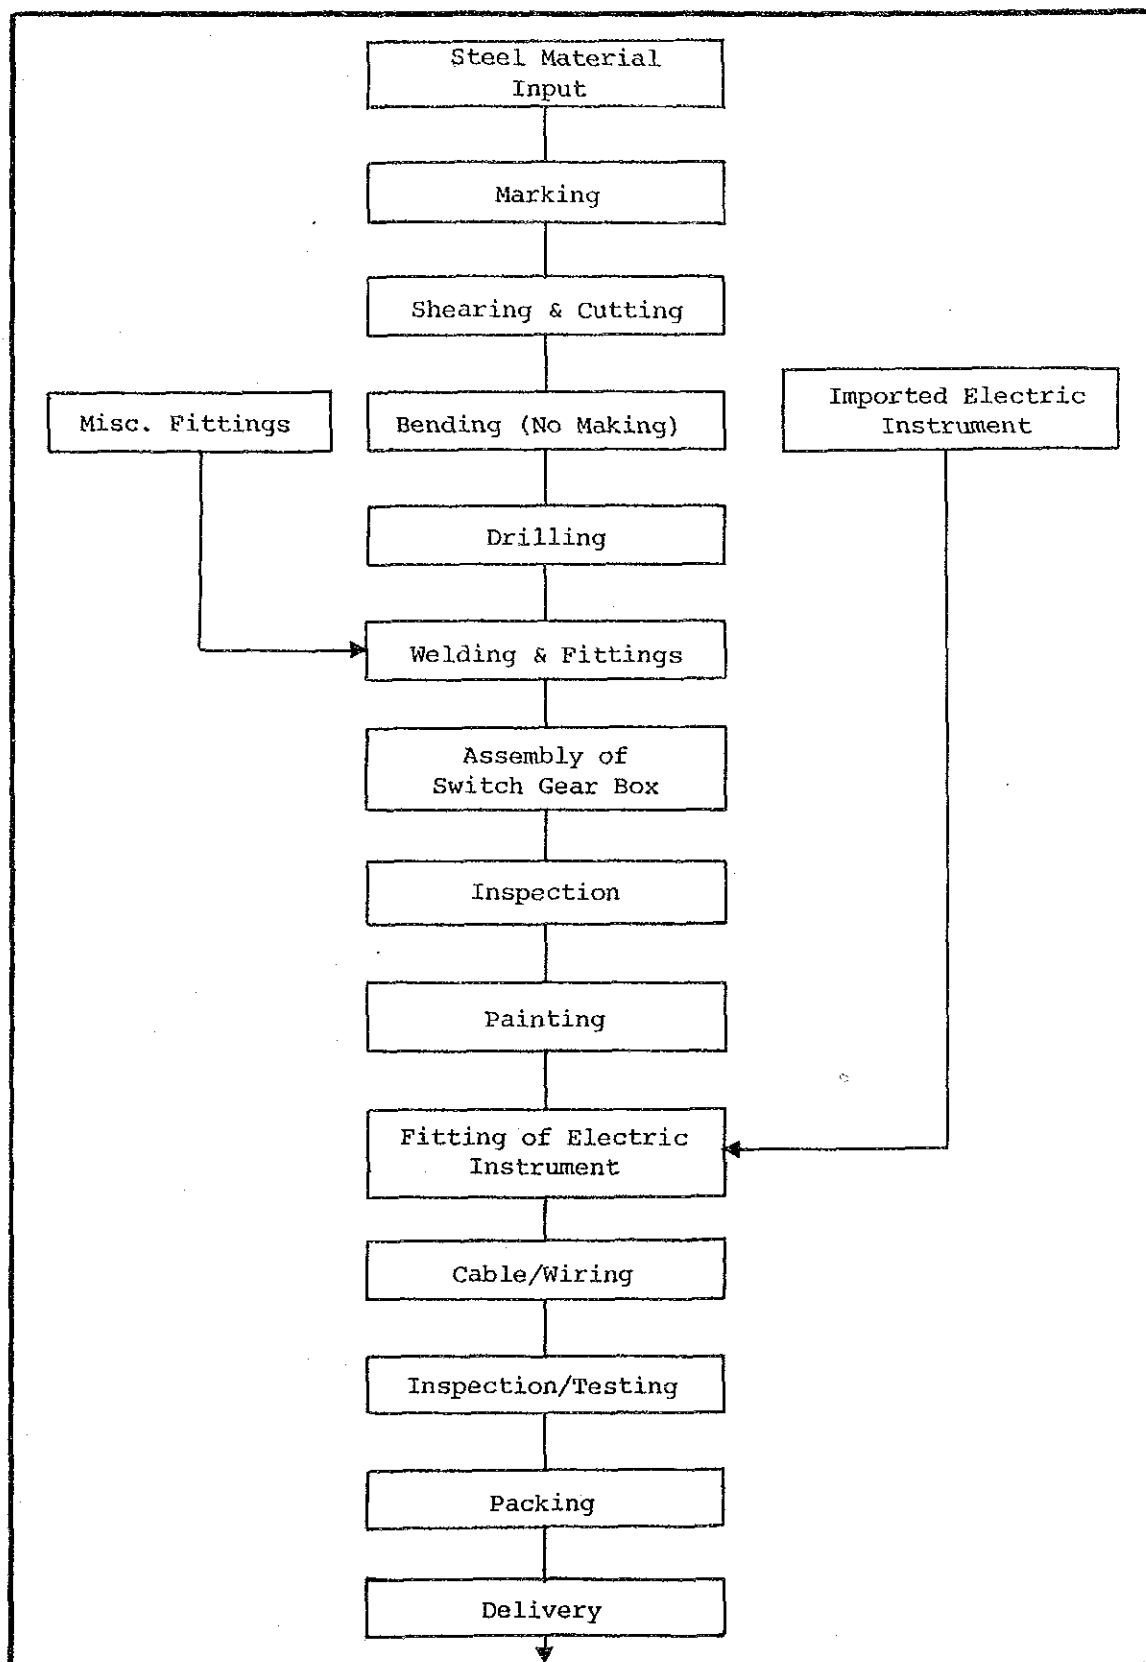 Steel Material
Input
Marking
Shearing & Cutting
Misc. Fittings
Bending (No Making)
Imported Electric
Instrument
Drilling
Welding & Fittings
Assembly of
Switch Gear Box
Inspection
Painting
Fitting of Electric
Instrument
Cable/Wiring
Inspection/Testing
Packing
Delivery